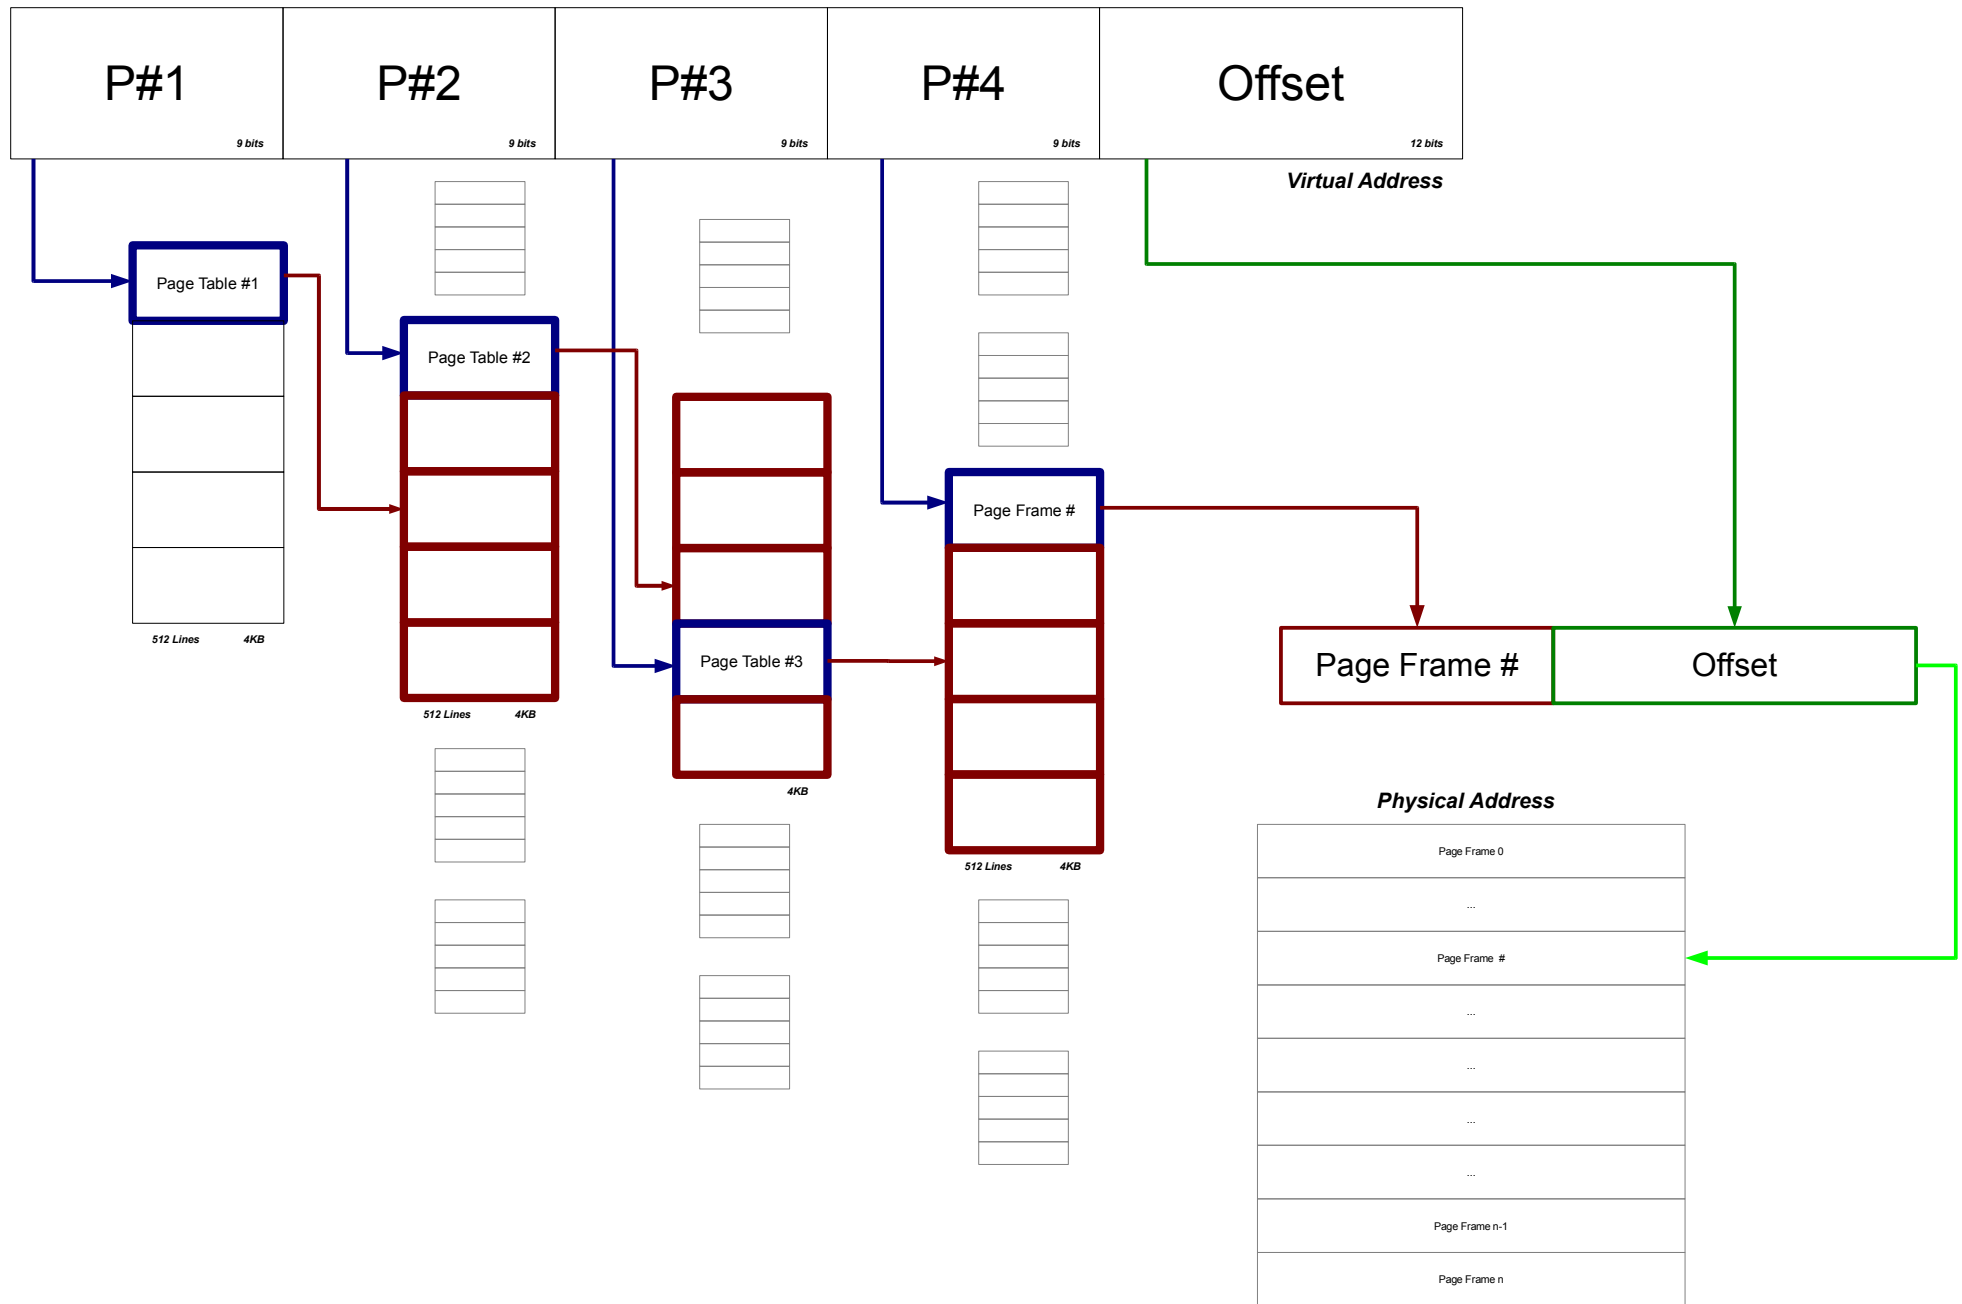 P#1
9 bits
P#2
9 bits
P#3
9 bits
P#4
9 bits
Offset
12 bits
Virtual Address
Page Table #1
512 Lines 4KB
Page Table #2
512 Lines 4KB
Page Table #3
4KB
Page Frame #
512 Lines 4KB
Page Frame #
Offset
Physical Address
Page Frame 0
...
Page Frame #
...
...
...
...
Page Frame n-1
Page Frame n